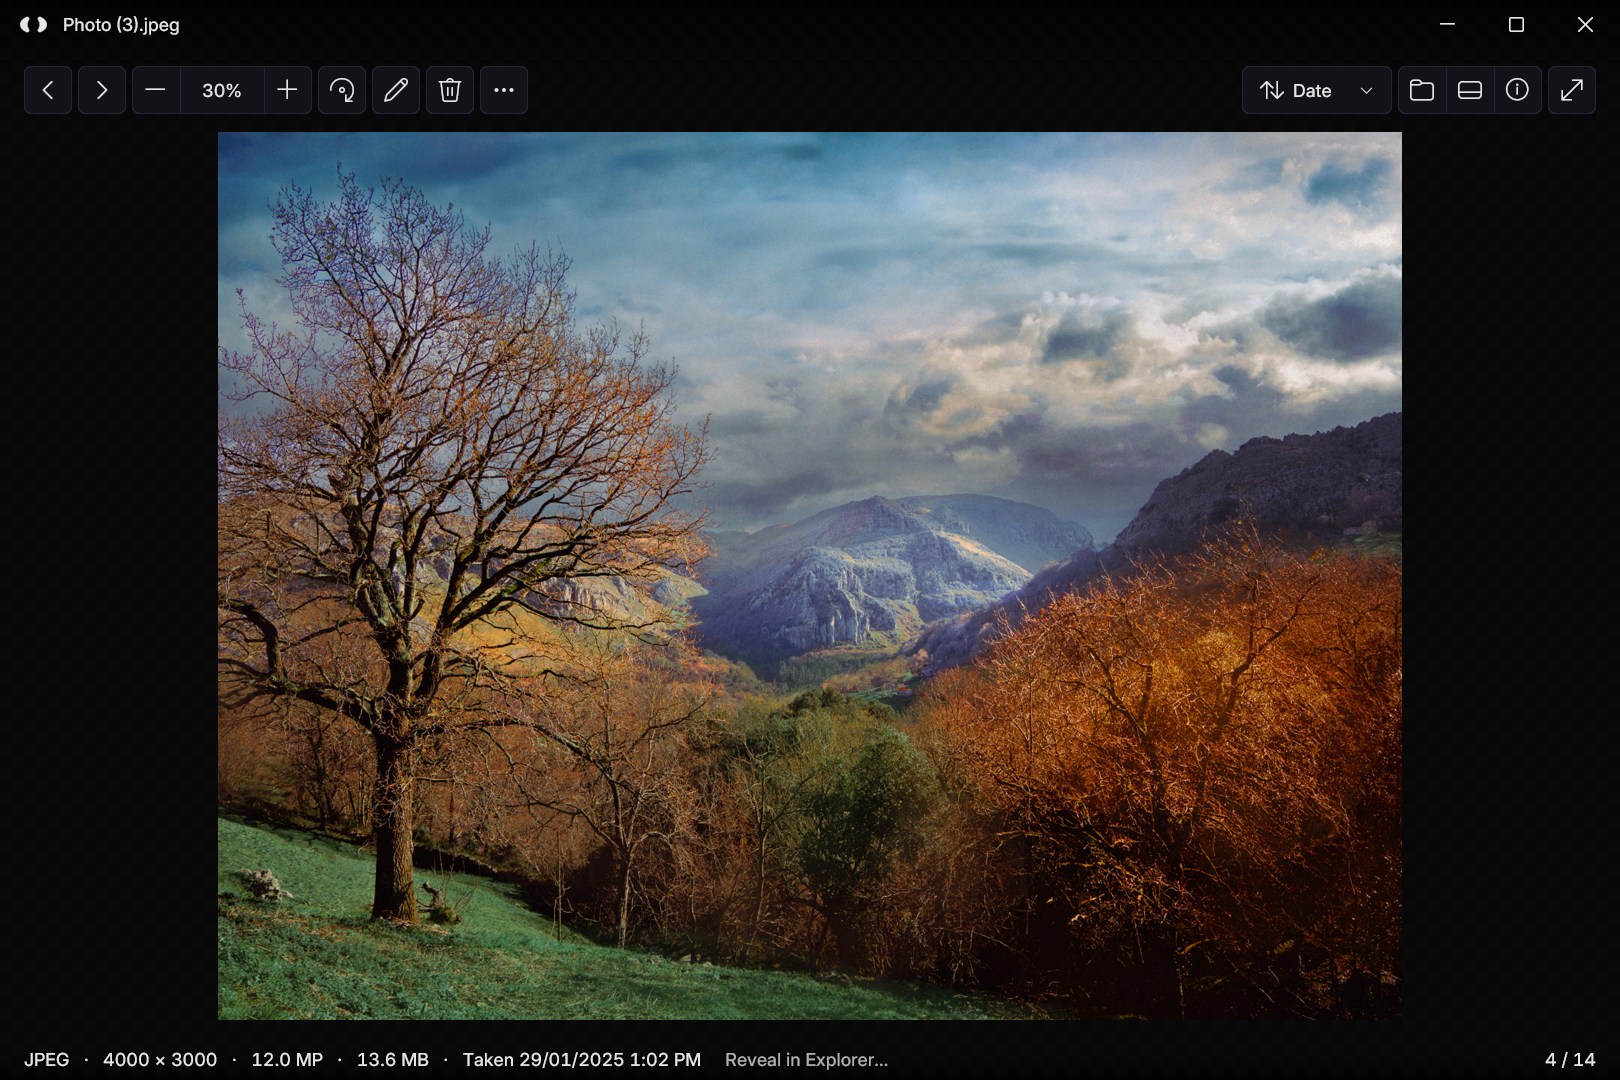 Photo (3).jpeg
30%
Date
JPEG · 4000 × 3000 · 12.0 MP · 13.6 MB · Taken 29/01/2025 1:02 PM Reveal in Explorer...
4 / 14